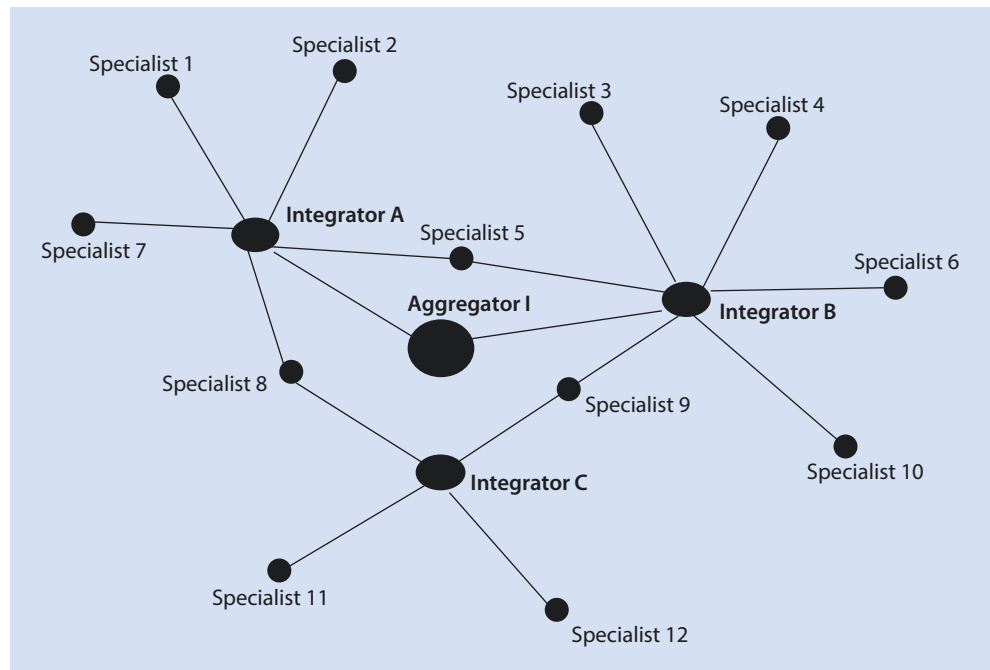 Specialist 2
Specialist 1
Specialist 3
Specialist 4
Integrator A
Specialist 5
Specialist 7
Specialist 6
Aggregator I
Integrator B
Specialist 8
Specialist 9
Specialist 10
Integrator C
Specialist 11
Specialist 12